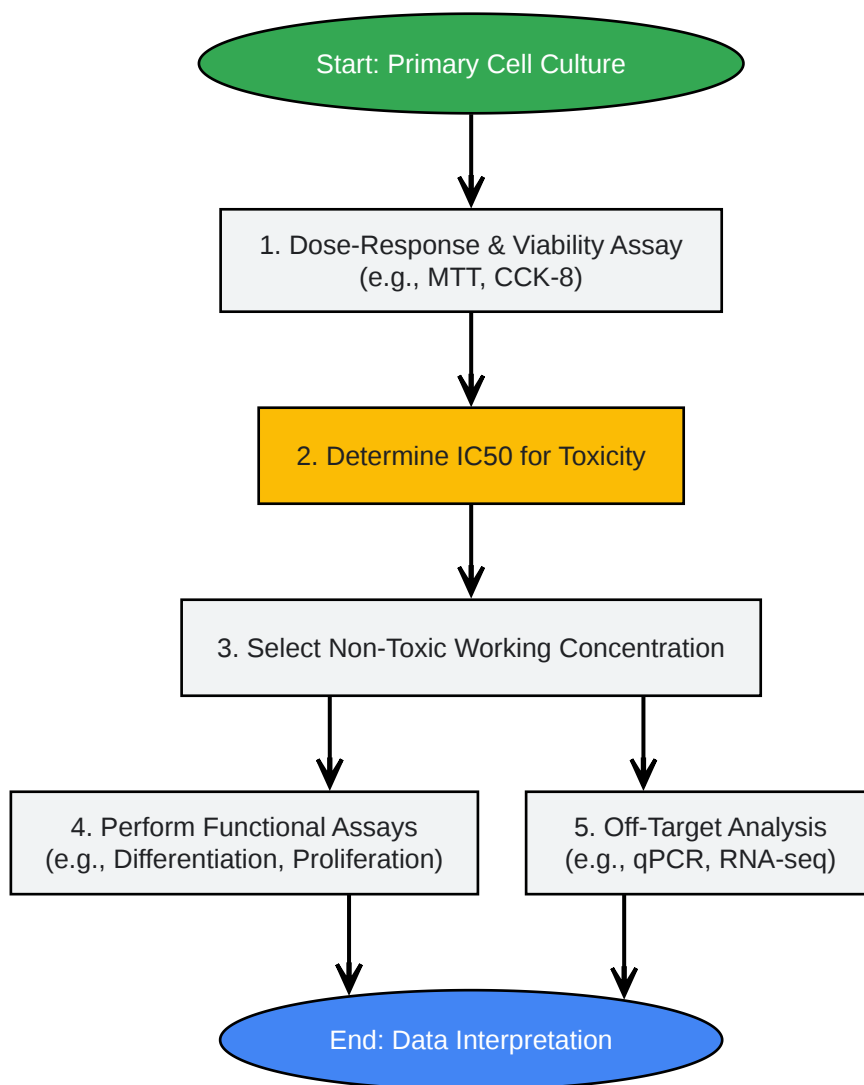 Start: Primary Cell Culture
1. Dose-Response & Viability Assay
(e.g., MTT, CCK-8)
2. Determine IC50 for Toxicity
3. Select Non-Toxic Working Concentration
4. Perform Functional Assays
(e.g., Differentiation, Proliferation)
5. Off-Target Analysis
(e.g., qPCR, RNA-seq)
End: Data Interpretation